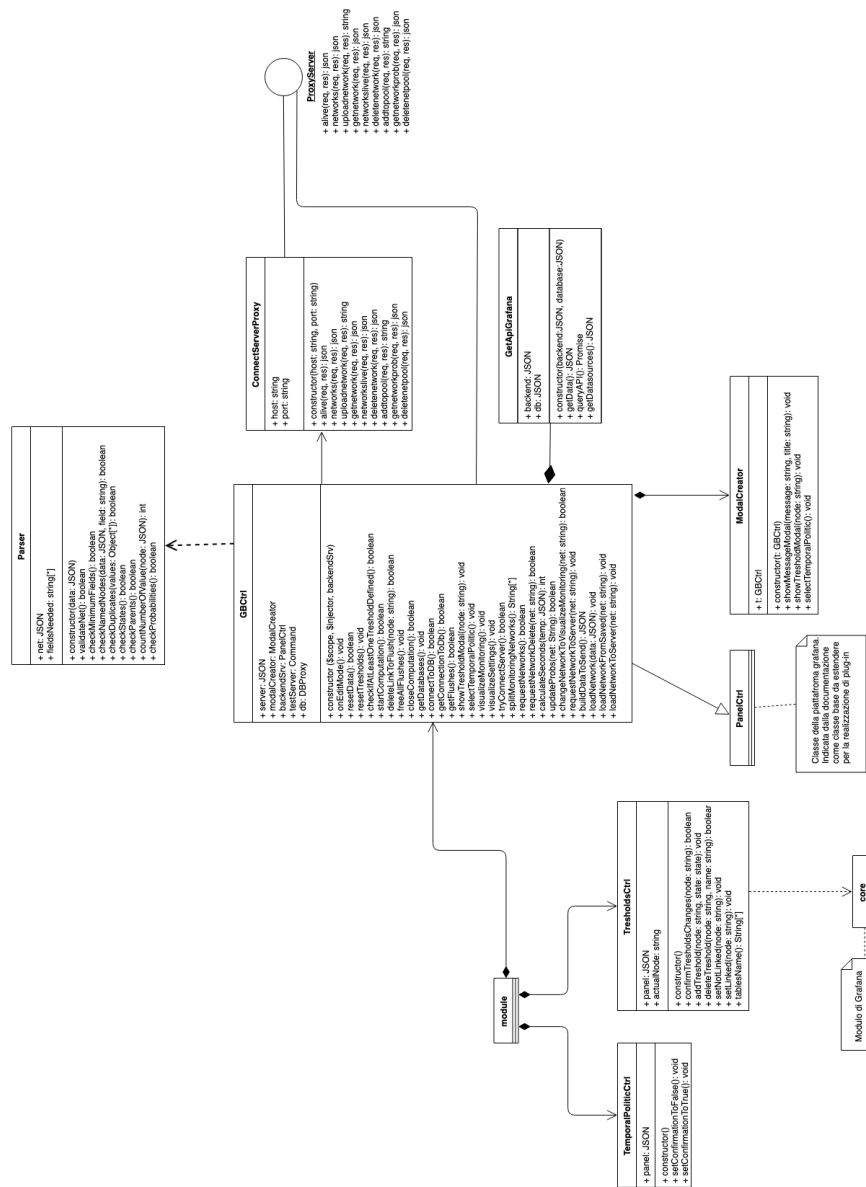 Parser
+ net: JSON
+ fieldsNeeded: string[*]
+ constructor(data: JSON)
+ validateNet(): boolean
+ checkMinimumFields(): boolean
+ checkNamedNodes(data: JSON, field: string): boolean
+ checkDuplicates(values: Object[*]): boolean
+ checkStates(): boolean
+ checkParents(): boolean
+ countNumberOfValue(node: JSON): int
+ checkProbabilities(): boolean
ConnectServerProxy
+ host: string
+ port: string
+ constructor(host: string, port: string)
+ alive(req, res): json
+ networks(req, res): json
+ uploadnetwork(req, res): string
+ getnetwork(req, res): json
+ networkslive(req, res): json
+ deletenetwork(req, res): json
+ addtopool(req, res): string
+ getnetworkprob(req, res): json
+ deletenetpool(req, res): json
ProxyServer
+ alive(req, res): json
+ networks(req, res): json
+ uploadnetwork(req, res): string
+ getnetwork(req, res): json
+ networkslive(req, res): json
+ deletenetwork(req, res): json
+ addtopool(req, res): string
+ getnetworkprob(req, res): json
+ deletenetpool(req, res): json
GBCtrl
+ server: JSON
+ modalCreator: ModalCreator
+ backendSrv: PanelCtrl
+ testServer: Command
+ db: DBProxy
+ constructor ($scope, $injector, backendSrv)
+ onEditMode(): void
+ resetData(): boolean
+ resetTresholds(): void
+ checkIfAtLeastOneTresholdDefined(): boolean
+ startComputation(): boolean
+ deleteLinkToFlush(node: string): boolean
+ freeAllFlushes(): void
+ closeComputation(): boolean
+ getDatabases(): void
+ connectToDB(): boolean
+ getConnectionToDb(): boolean
+ getFlushes(): boolean
+ showTresholdModal(node: string): void
+ selectTemporalPolitic(): void
+ visualizeMonitoring(): void
+ visualizeSettings(): void
+ tryConnectServer(): boolean
+ splitMonitoringNetworks(): String[*]
+ requestNetworks(): boolean
+ requestNetworkDelete(net: string): boolean
+ calculateSeconds(temp: JSON): int
+ updateProbs(net: String): boolean
+ changeNetworkToVisualizeMonitoring(net: string): boolean
+ requestNetworkToServer(net: string): void
+ buildDataToSend(): JSON
+ loadNetwork(data: JSON): void
+ loadNetworkFromSaved(net: string): void
+ loadNetworkToServer(net: string): void
GetApiGrafana
+ backend: JSON
+ db: JSON
+ constructor(backend:JSON, database:JSON)
+ getData(): JSON
+ queryAPI(): Promise
+ getDatasources(): JSON
ModalCreator
+ t: GBCtrl
+ constructor(t: GBCtrl)
+ showMessageModal(message: string, title: string): void
+ showTresholdModal(node: string): void
+ selectTemporalPolitic(): void
PanelCtrl
Classe della piattafroma grafana.
Indicata dalla documentazione
come classe base da estendere
per la realizzazione di plug-in
module
TresholdsCtrl
+ panel: JSON
+ actualNode: string
+ constructor()
+ confirmTresholdsChanges(node: string): boolean
+ addTreshold(node: string, state: state): void
+ deleteTreshold(node: string, name: string): boolear
+ setNotLinked(node: string): void
+ setLinked(node: string): void
+ tablesName(): String[*]
core
Modulo di Grafana
TemporalPoliticCtrl
+ panel: JSON
+ constructor()
+ setConfirmationToFalse(): void
+ setConfirmationToTrue(): void